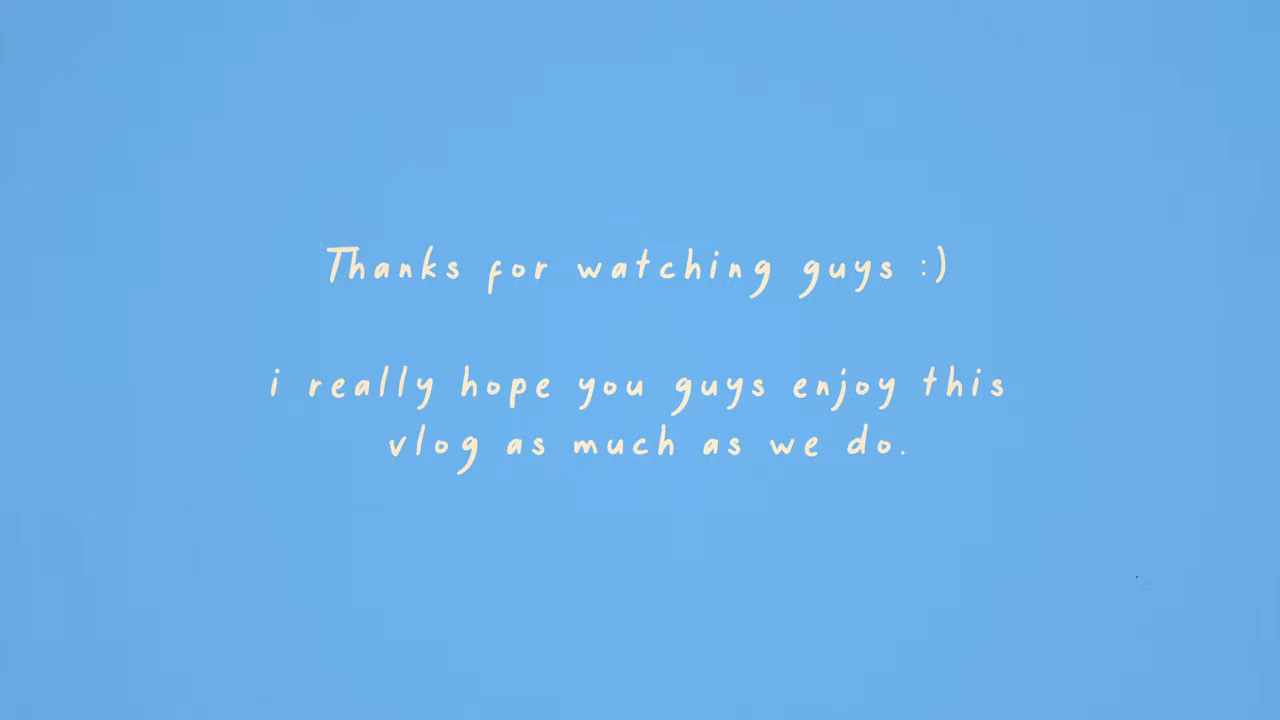 Thanks for watching guys :)
i really hope you guys enjoy this
vlog as much as we do.